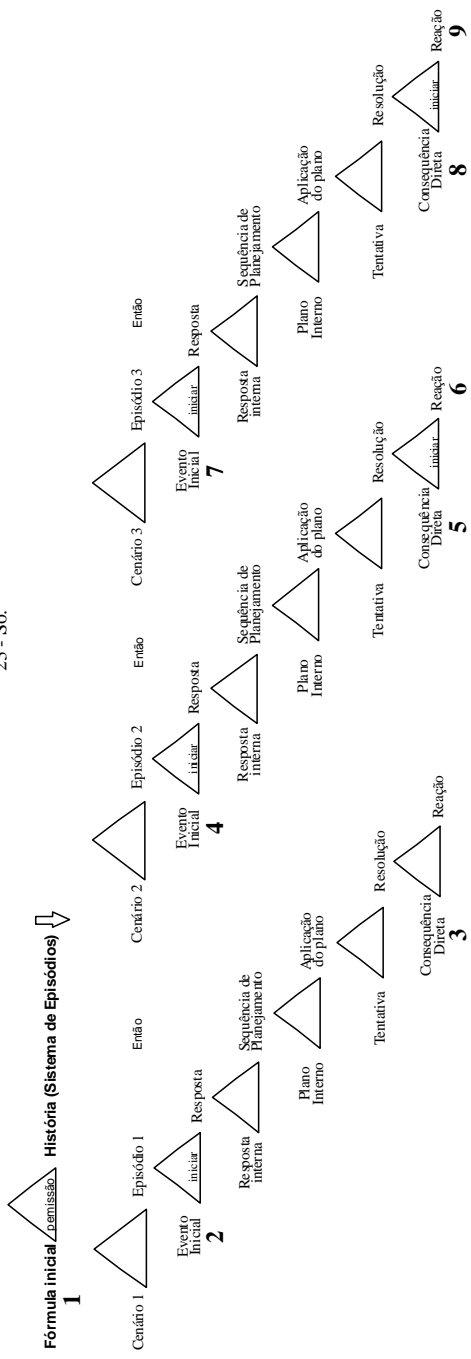 Fórmula inicial pemissão História (Sistema de Episódios)
1
Cenário 1
Episódio 1
Então
Cenário 2
Episódio 2
Então
Cenário 3
Episódio 3
Então
Evento
Inicial
2
iniciar
Resposta
Evento
Inicial
4
iniciar
Resposta
Evento
Inicial
7
iniciar
Resposta
Resposta
interna
Sequência de
Planejamento
Resposta
interna
Sequência de
Planejamento
Resposta
interna
Sequência de
Planejamento
Plano
Interno
Aplicação
do plano
Plano
Interno
Aplicação
do plano
Plano
Interno
Aplicação
do plano
Tentativa
Resolução
Tentativa
Resolução
Tentativa
Resolução
Consequência
Direta
3
Reação
Consequência
Direta
5
iniciar
Reação
6
Consequência
Direta
8
iniciar
Reação
9